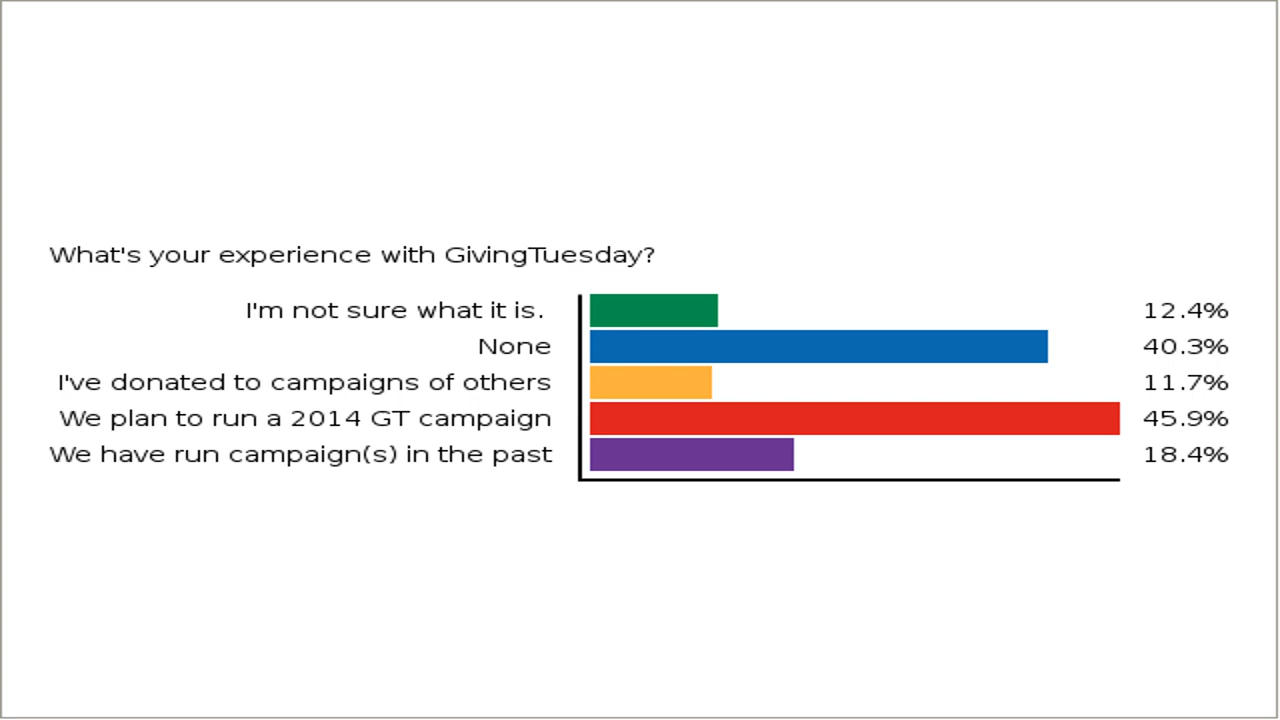 What's your experience with GivingTuesday?
I'm not sure what it is. 12.4%
None 40.3%
I've donated to campaigns of others 11.7%
We plan to run a 2014 GT campaign 45.9%
We have run campaign(s) in the past 18.4%